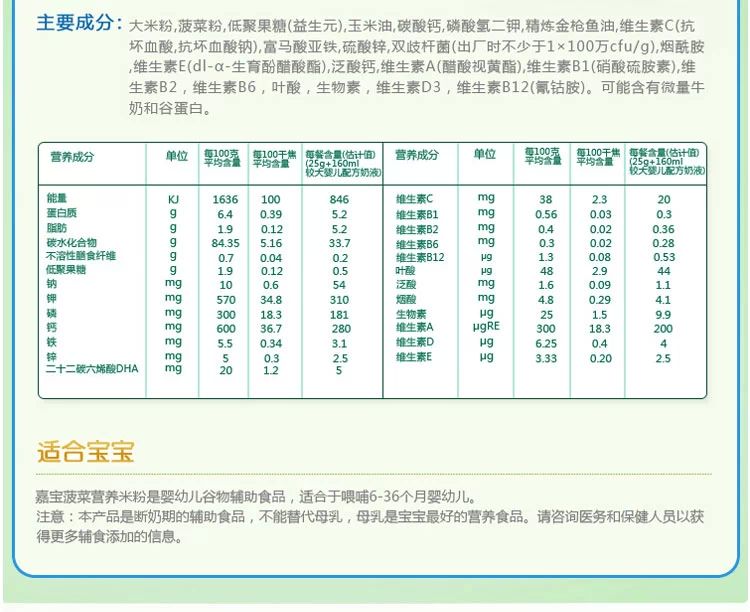 主要成分：大米粉,菠菜粉,低聚果糖(益生元),玉米油,碳酸钙,磷酸氢二钾,精炼金枪鱼油,维生素C(抗
坏血酸,抗坏血酸钠),富马酸亚铁,硫酸锌,双歧杆菌(出厂时不少于1×100万cfu/g),烟酰胺
,维生素E(dl-α-生育酚醋酸酯),泛酸钙,维生素A(醋酸视黄酯),维生素B1(硝酸硫胺素),维
生素B2，维生素B6，叶酸，生物素，维生素D3，维生素B12(氰钴胺)。可能含有微量牛
奶和谷蛋白。
营养成分 单位 每100克平均含量 每100千焦平均含量 每餐含量(估计值)(25g+160ml较大婴儿配方奶液) 营养成分 单位 每100克平均含量 每100千焦平均含量 每餐含量(估计值)(25g+160ml较大婴儿配方奶液)
能量 KJ 1636 100 846 维生素C mg 38 2.3 20
蛋白质 g 6.4 0.39 5.2 维生素B1 mg 0.56 0.03 0.3
脂肪 g 1.9 0.12 5.2 维生素B2 mg 0.4 0.02 0.36
碳水化合物 g 84.35 5.16 33.7 维生素B6 mg 0.3 0.02 0.28
不溶性膳食纤维 g 0.7 0.04 0.2 维生素B12 μg 1.3 0.08 0.53
低聚果糖 g 1.9 0.12 0.5 叶酸 μg 48 2.9 44
钠 mg 10 0.6 54 泛酸 mg 1.6 0.09 1.1
钾 mg 570 34.8 310 烟酸 mg 4.8 0.29 4.1
磷 mg 300 18.3 181 生物素 μg 25 1.5 9.9
钙 mg 600 36.7 280 维生素A μgRE 300 18.3 200
铁 mg 5.5 0.34 3.1 维生素D μg 6.25 0.4 4
锌 mg 5 0.3 2.5 维生素E μg 3.33 0.20 2.5
二十二碳六烯酸DHA mg 20 1.2 5
适合宝宝
嘉宝菠菜营养米粉是婴幼儿谷物辅助食品，适合于喂哺6-36个月婴幼儿。
注意：本产品是断奶期的辅助食品，不能替代母乳，母乳是宝宝最好的营养食品。请咨询医务和保健人员以获
得更多辅食添加的信息。